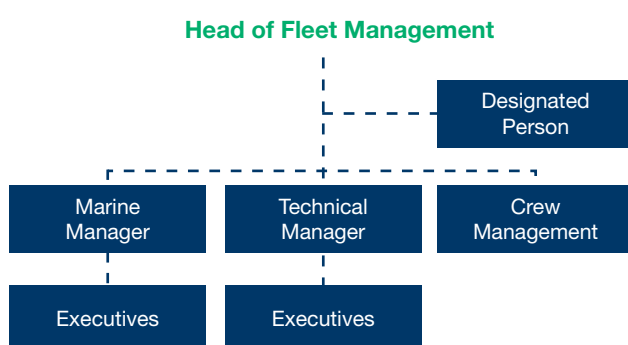 Head of Fleet Management
Designated
Person
Marine
Manager
Technical
Manager
Crew
Management
Executives
Executives